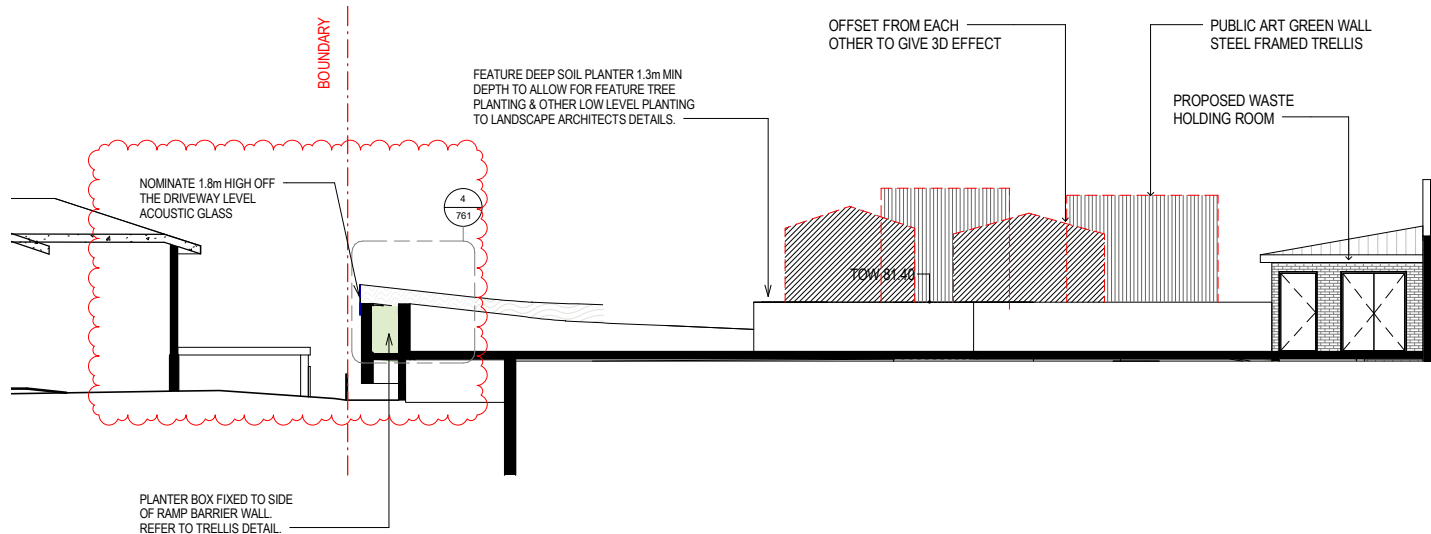 BOUNDARY
OFFSET FROM EACH
OTHER TO GIVE 3D EFFECT
PUBLIC ART GREEN WALL
STEEL FRAMED TRELLIS
FEATURE DEEP SOIL PLANTER 1.3m MIN
DEPTH TO ALLOW FOR FEATURE TREE
PLANTING & OTHER LOW LEVEL PLANTING
TO LANDSCAPE ARCHITECTS DETAILS.
PROPOSED WASTE
HOLDING ROOM
NOMINATE 1.8m HIGH OFF
THE DRIVEWAY LEVEL
ACOUSTIC GLASS
4
761
TOW 81.40
PLANTER BOX FIXED TO SIDE
OF RAMP BARRIER WALL.
REFER TO TRELLIS DETAIL.